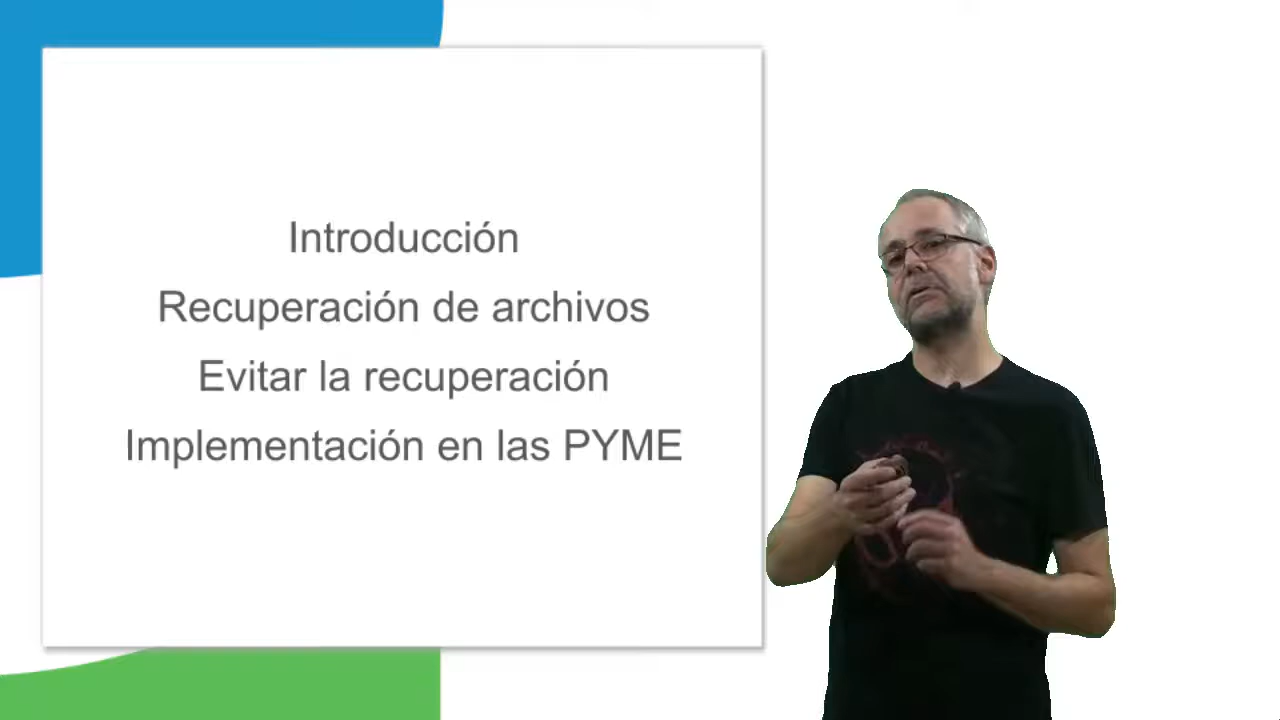 Introducción
Recuperación de archivos
Evitar la recuperación
Implementación en las PYME